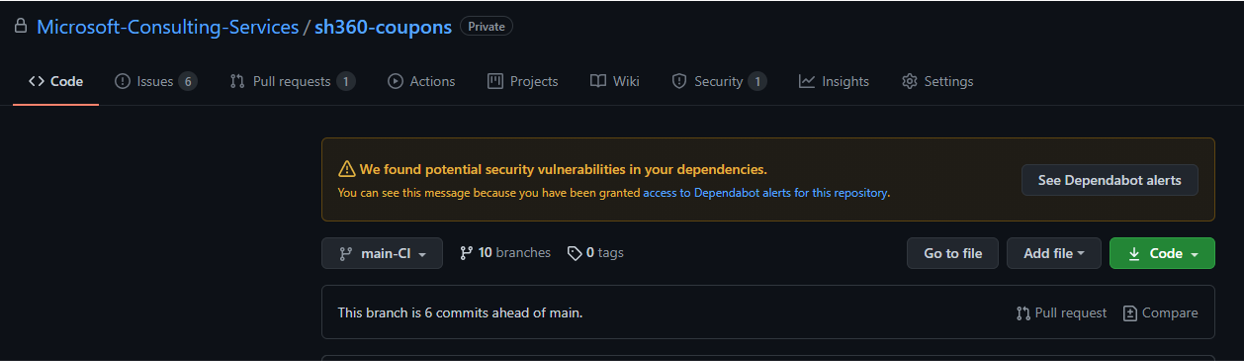 Microsoft-Consulting-Services / sh360-coupons Private
Code Issues 6 Pull requests 1 Actions Projects Wiki Security 1 Insights Settings
We found potential security vulnerabilities in your dependencies.
You can see this message because you have been granted access to Dependabot alerts for this repository.
See Dependabot alerts
main-CI 10 branches 0 tags Go to file Add file Code
This branch is 6 commits ahead of main. Pull request Compare